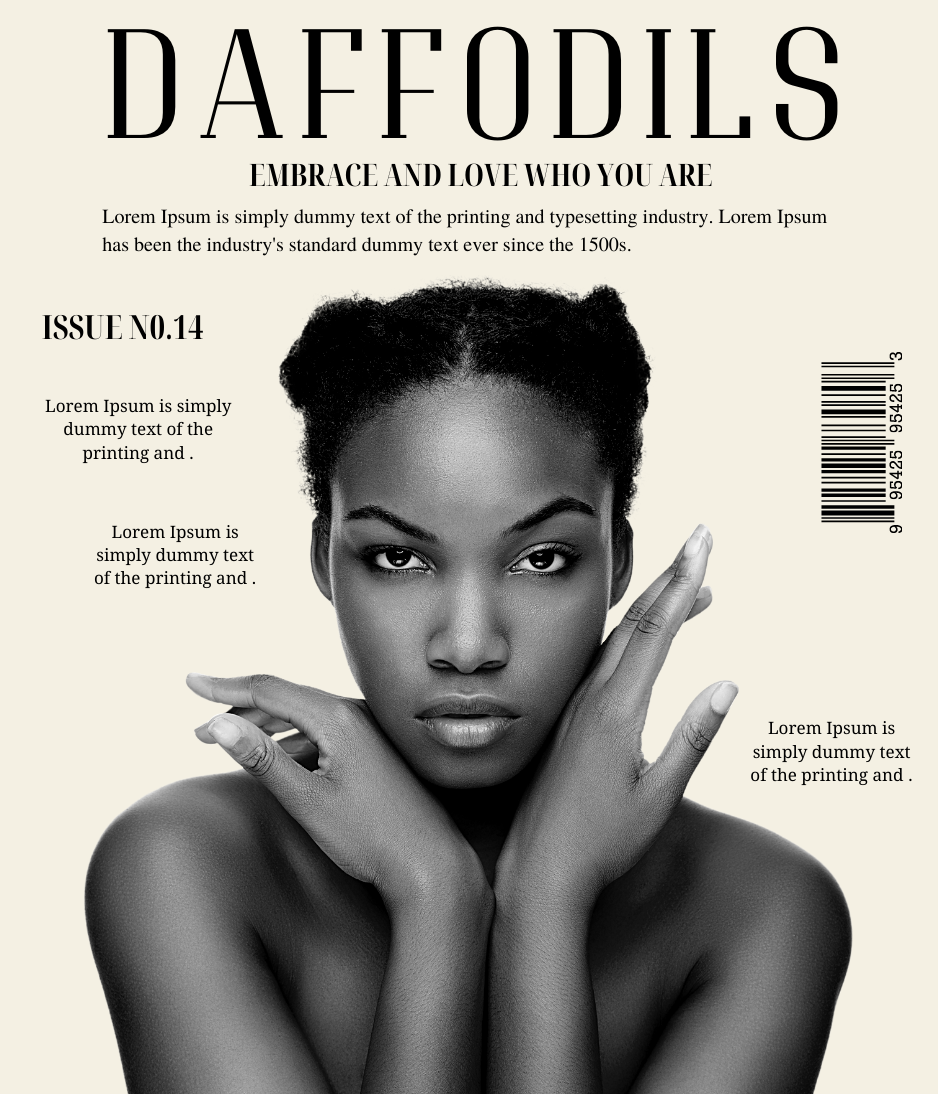 DAFFODILS
EMBRACE AND LOVE WHO YOU ARE
Lorem Ipsum is simply dummy text of the printing and typesetting industry. Lorem Ipsum
has been the industry's standard dummy text ever since the 1500s.
ISSUE N0.14
Lorem Ipsum is simply
dummy text of the
printing and .
Lorem Ipsum is
simply dummy text
of the printing and .
9 95425 95425 3
Lorem Ipsum is
simply dummy text
of the printing and .